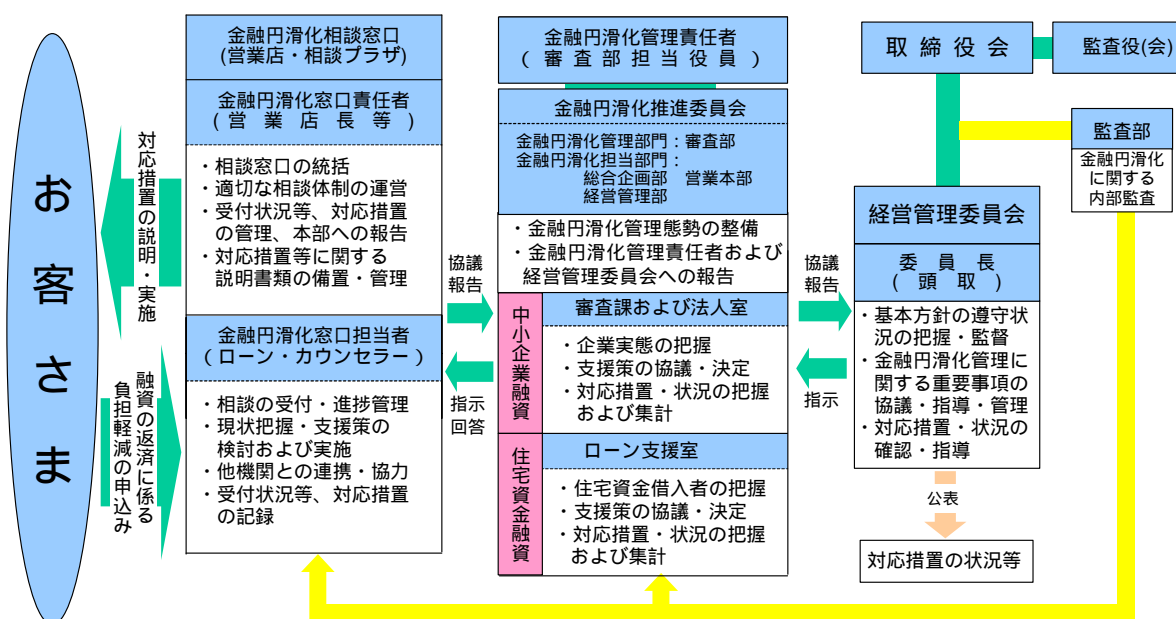 お客さま
対応措置の説明・実施
融資の返済に係る
負担軽減の申込み
金融円滑化相談窓口
(営業店・相談プラザ)
金融円滑化窓口責任者
(営業店長等)
・相談窓口の統括
・適切な相談体制の運営
・受付状況等、対応措置
の管理、本部への報告
・対応措置等に関する
説明書類の備置・管理
金融円滑化窓口担当者
(ローン・カウンセラー)
・相談の受付・進捗管理
・現状把握・支援策の
検討および実施
・他機関との連携・協力
・受付状況等、対応措置
の記録
協議
報告
指示
回答
金融円滑化管理責任者
(審査部担当役員)
金融円滑化推進委員会
金融円滑化管理部門：審査部
金融円滑化担当部門：
総合企画部　営業本部
経営管理部
・金融円滑化管理態勢の整備
・金融円滑化管理責任者および
経営管理委員会への報告
中小企業融資
審査課および法人室
・企業実態の把握
・支援策の協議・決定
・対応措置・状況の把握
および集計
住宅資金融資
ローン支援室
・住宅資金借入者の把握
・支援策の協議・決定
・対応措置・状況の把握
および集計
協議
報告
指示
取締役会
監査役(会)
監査部
金融円滑化
に関する
内部監査
経営管理委員会
委員長
(頭取)
・基本方針の遵守状
況の把握・監督
・金融円滑化管理に
関する重要事項の
協議・指導・管理
・対応措置・状況の
確認・指導
公表
対応措置の状況等